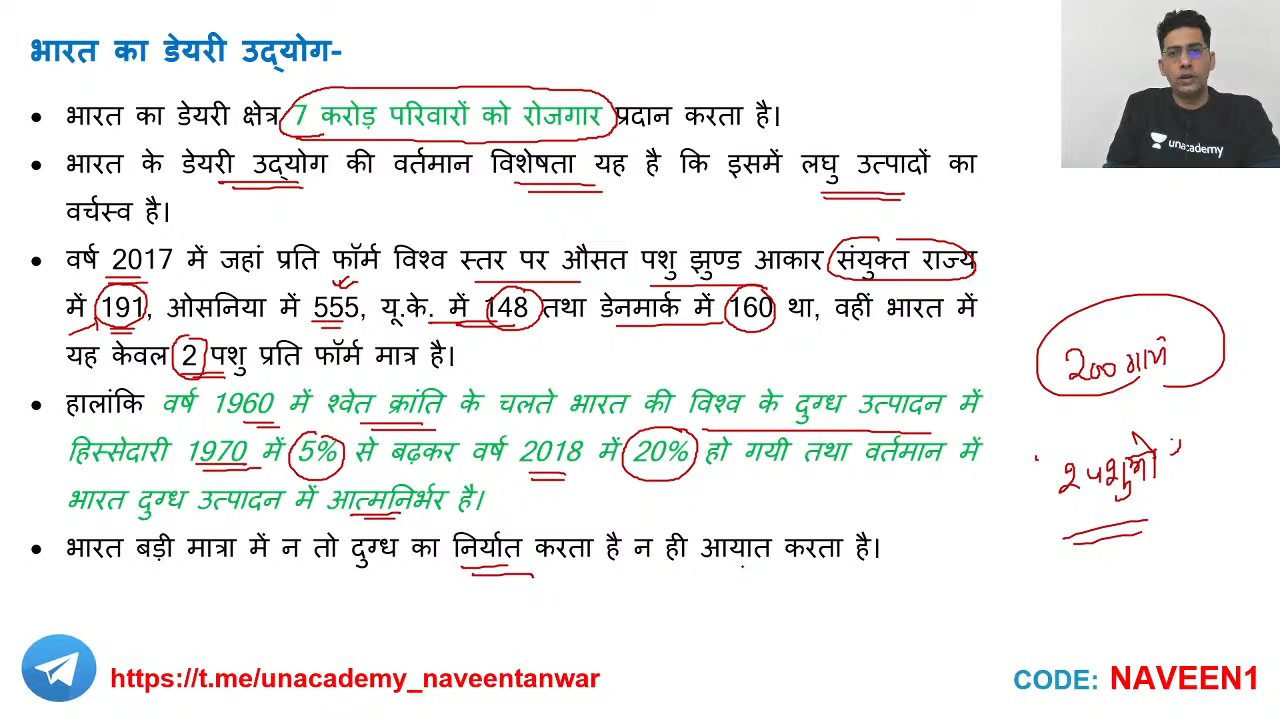 भारत का डेयरी उद्योग-
• भारत का डेयरी क्षेत्र 7 करोड़ परिवारों को रोजगार प्रदान करता है।
• भारत के डेयरी उद्योग की वर्तमान विशेषता यह है कि इसमें लघु उत्पादों का
वर्चस्व है।
• वर्ष 2017 में जहां प्रति फॉर्म विश्व स्तर पर औसत पशु झुण्ड आकार संयुक्त राज्य
में 191, ओसनिया में 555, यू.के. में 148 तथा डेनमार्क में 160 था, वहीं भारत में
यह केवल 2 पशु प्रति फॉर्म मात्र है।
• हालांकि वर्ष 1960 में श्वेत क्रांति के चलते भारत की विश्व के दुग्ध उत्पादन में
हिस्सेदारी 1970 में 5% से बढ़कर वर्ष 2018 में 20% हो गयी तथा वर्तमान में
भारत दुग्ध उत्पादन में आत्मनिर्भर है।
• भारत बड़ी मात्रा में न तो दुग्ध का निर्यात करता है न ही आयात करता है।
unacademy
200
https://t.me/unacademy_naveentanwar
CODE: NAVEEN1